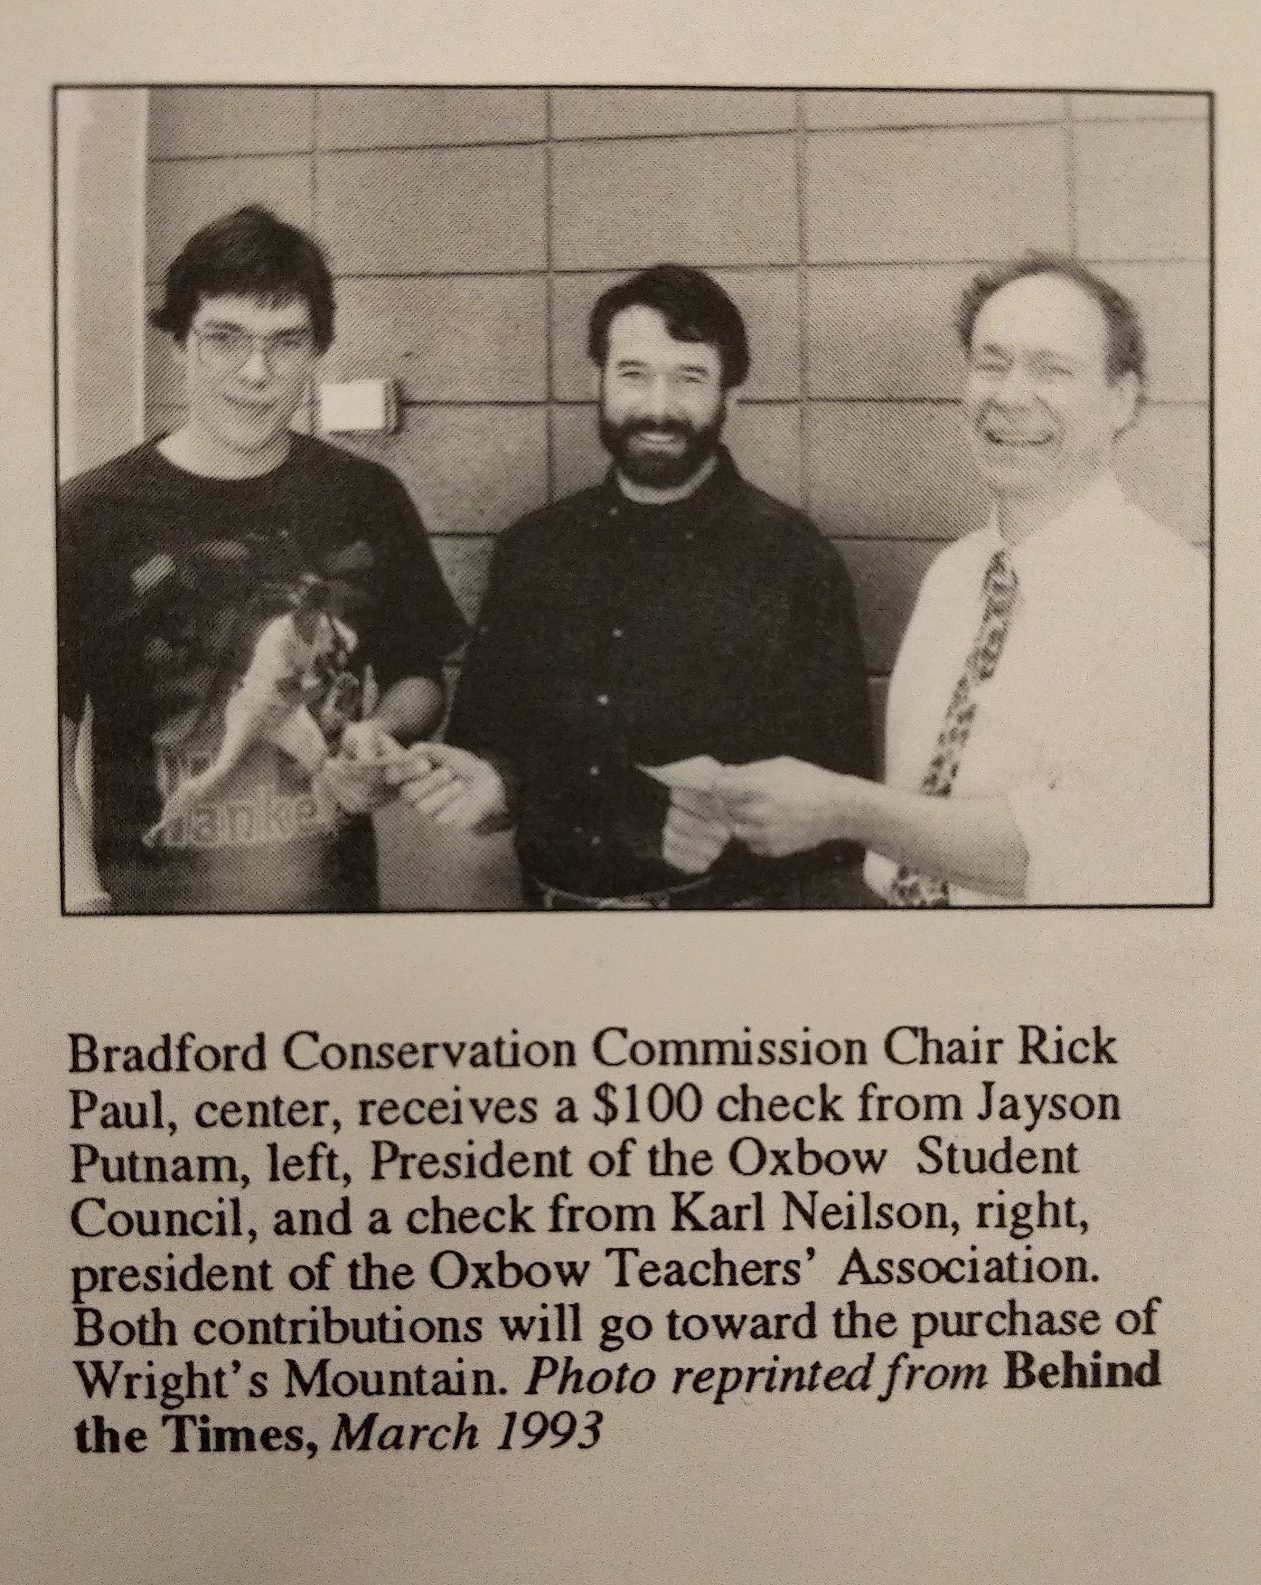 Bradford Conservation Commission Chair Rick
Paul, center, receives a $100 check from Jayson
Putnam, left, President of the Oxbow Student
Council, and a check from Karl Neilson, right,
president of the Oxbow Teachers' Association.
Both contributions will go toward the purchase of
Wright's Mountain. Photo reprinted from Behind
the Times, March 1993